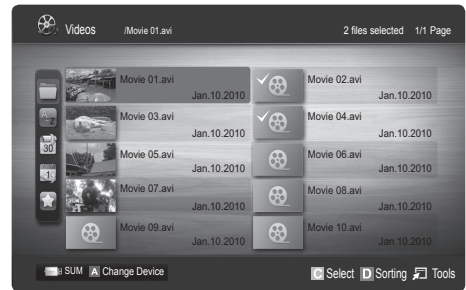 Videos /Movie 01.avi 2 files selected 1/1 Page
Movie 01.avi Movie 02.avi
Jan.10.2010 Jan.10.2010
Movie 03.avi Movie 04.avi
Jan.10.2010 Jan.10.2010
Movie 05.avi Movie 06.avi
Jan.10.2010 Jan.10.2010
Movie 07.avi Movie 08.avi
Jan.10.2010 Jan.10.2010
Movie 09.avi Movie 10.avi
Jan.10.2010 Jan.10.2010
A
30
1
SUM A Change Device C Select D Sorting Tools